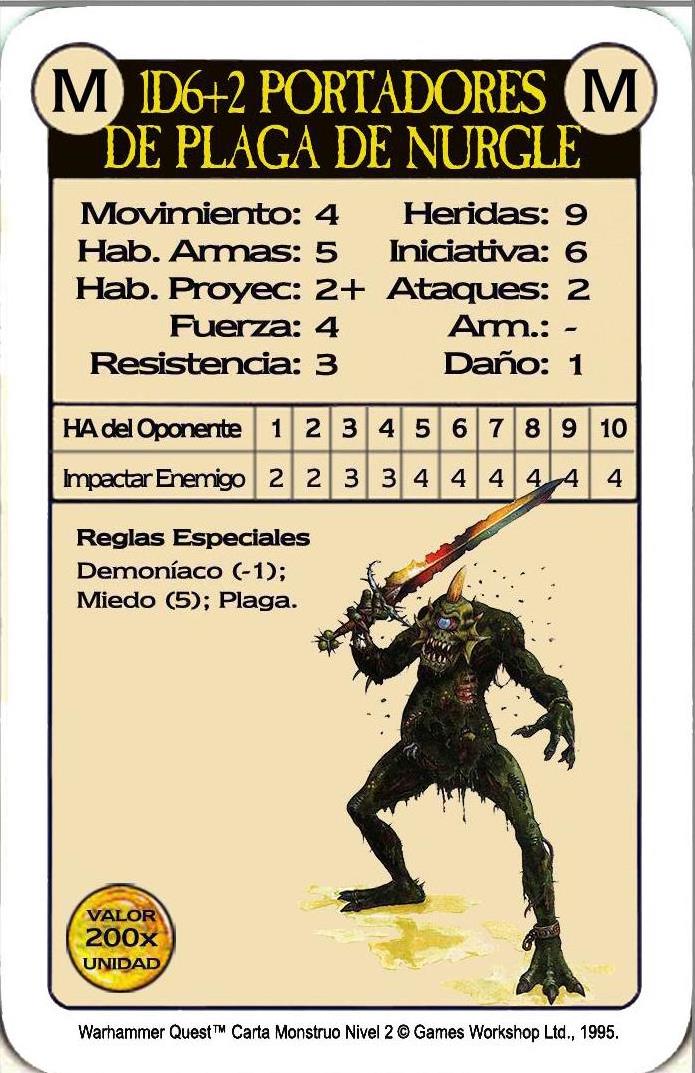 M 1D6+2 PORTADORES M
DE PLAGA DE NURGLE
Movimiento: 4 Heridas: 9
Hab. Armas: 5 Iniciativa: 6
Hab. Proyec: 2+ Ataques: 2
Fuerza: 4 Arm.: -
Resistencia: 3 Daño: 1
HA del Oponente 1 2 3 4 5 6 7 8 9 10
Impactar Enemigo 2 2 3 3 4 4 4 4 4 4
Reglas Especiales
Demoníaco (-1);
Miedo (5); Plaga.
VALOR
200x
UNIDAD
Warhammer Quest™ Carta Monstruo Nivel 2 © Games Workshop Ltd., 1995.